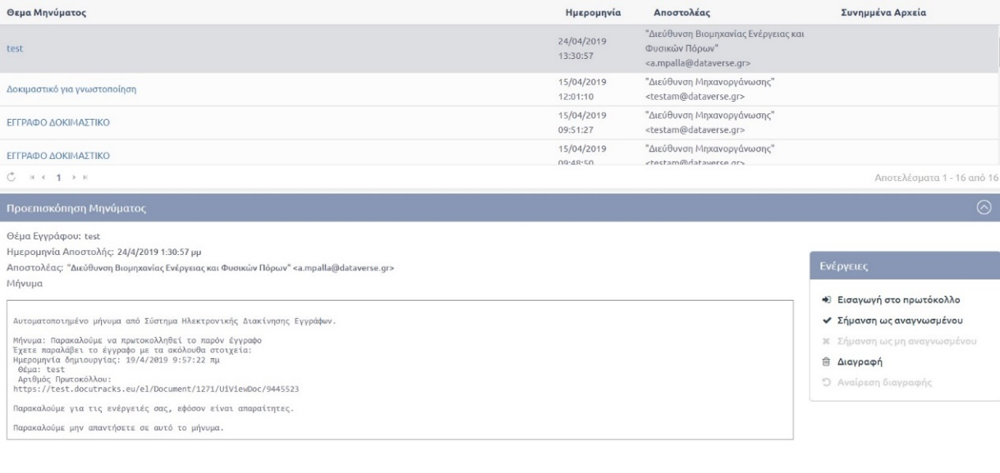 Θεμα Μηνύματος Ημερομηνία Αποστολέας Συνημμένα Αρχεία
test 24/04/2019 13:30:57 "Διεύθυνση Βιομηχανίας Ενέργειας και Φυσικών Πόρων" <a.mpalla@dataverse.gr>
Δοκιμαστικό για γνωστοποίηση 15/04/2019 12:01:10 "Διεύθυνση Μηχανοργάνωσης" <testam@dataverse.gr>
ΕΓΓΡΑΦΟ ΔΟΚΙΜΑΣΤΙΚΟ 15/04/2019 09:51:27 "Διεύθυνση Μηχανοργάνωσης" <testam@dataverse.gr>
ΕΓΓΡΑΦΟ ΔΟΚΙΜΑΣΤΙΚΟ 15/04/2019 09:48:50 "Διεύθυνση Μηχανοργάνωσης" <testam@dataverse.gr>
1 Αποτελέσματα 1 - 16 από 16
Προεπισκόπηση Μηνύματος
Θέμα Εγγράφου: test
Ημερομηνία Αποστολής: 24/4/2019 1:30:57 μμ
Αποστολέας: "Διεύθυνση Βιομηχανίας Ενέργειας και Φυσικών Πόρων" <a.mpalla@dataverse.gr>
Μήνυμα
Αυτοματοποιημένο μήνυμα από Σύστημα Ηλεκτρονικής Διακίνησης Εγγράφων.
Μήνυμα: Παρακαλούμε να πρωτοκολληθεί το παρόν έγγραφο
Έχετε παραλάβει το έγγραφο με τα ακόλουθα στοιχεία:
Ημερομηνία δημιουργίας: 19/4/2019 9:57:22 πμ
Θέμα: test
Αριθμός Πρωτοκόλλου:
https://test.docutracks.eu/el/Document/1271/UiViewDoc/9445523
Παρακαλούμε για τις ενέργειές σας, εφόσον είναι απαραίτητες.
Παρακαλούμε μην απαντήσετε σε αυτό το μήνυμα.
Ενέργειες
Εισαγωγή στο πρωτόκολλο
Σήμανση ως αναγνωσμένου
Σήμανση ως μη αναγνωσμένου
Διαγραφή
Αναίρεση διαγραφής